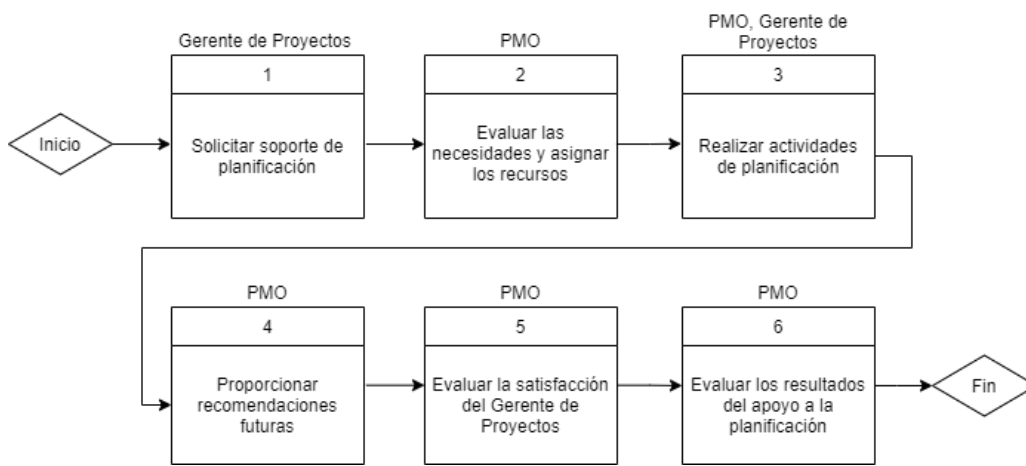 Gerente de Proyectos
PMO
PMO, Gerente de
Proyectos
1
2
3
Inicio
Solicitar soporte de
planificación
Evaluar las
necesidades y asignar
los recursos
Realizar actividades
de planificación
PMO
PMO
PMO
4
5
6
Proporcionar
recomendaciones
futuras
Evaluar la satisfacción
del Gerente de
Proyectos
Evaluar los resultados
del apoyo a la
planificación
Fin